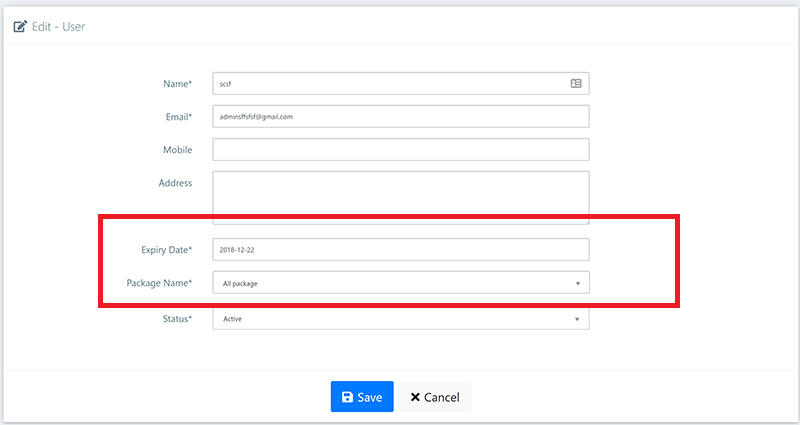 Edit - User
Name* scsf
Email* adminsffsfsf@gmail.com
Mobile
Address
Expiry Date* 2018-12-22
Package Name* All package
Status* Active
Save Cancel